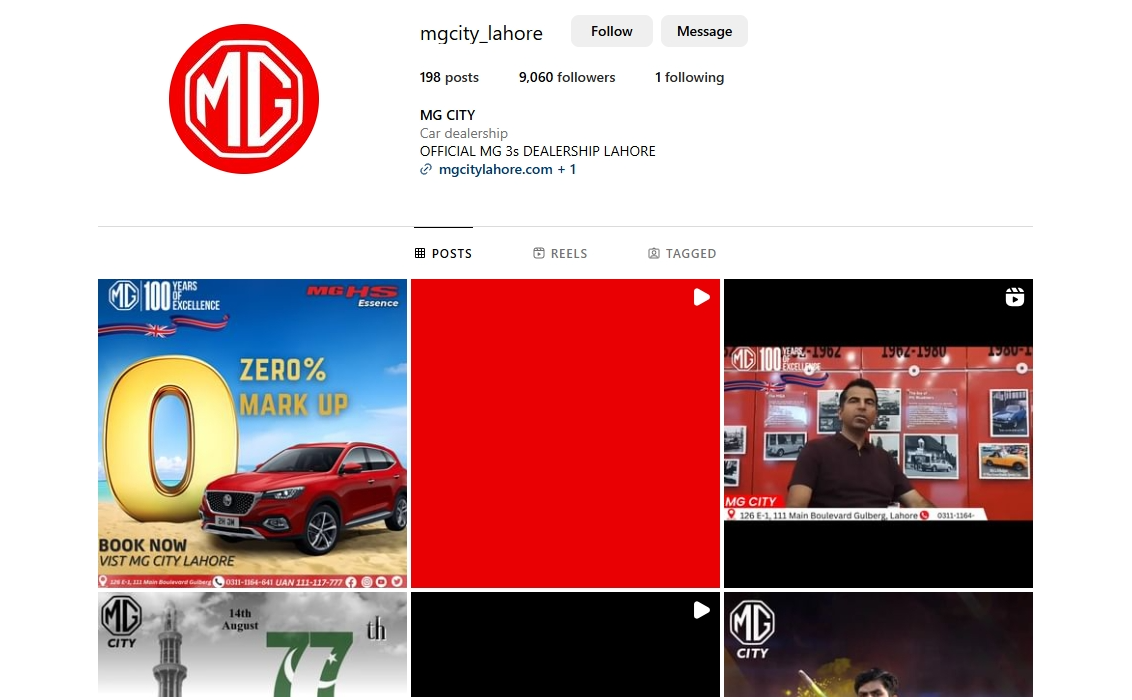 MG
mgcity_lahore Follow Message
198 posts 9,060 followers 1 following
MG CITY
Car dealership
OFFICIAL MG 3s DEALERSHIP LAHORE
mgcitylahore.com + 1
POSTS REELS TAGGED
MG 100 YEARS OF EXCELLENCE
MG HS
Essence
ZERO%
MARK UP
0
BOOK NOW
VIST MG CITY LAHORE
126 E-1, 111 Main Boulevard Gulberg 0311-1164-641 UAN 111-117-777
1962 1962-1980 1980-1
MG 100 YEARS OF EXCELLENCE
MG CITY
126 E-1, 111 Main Boulevard Gulberg, Lahore 0311-1164-
MG
CITY
14th
August
77th
MG
CITY